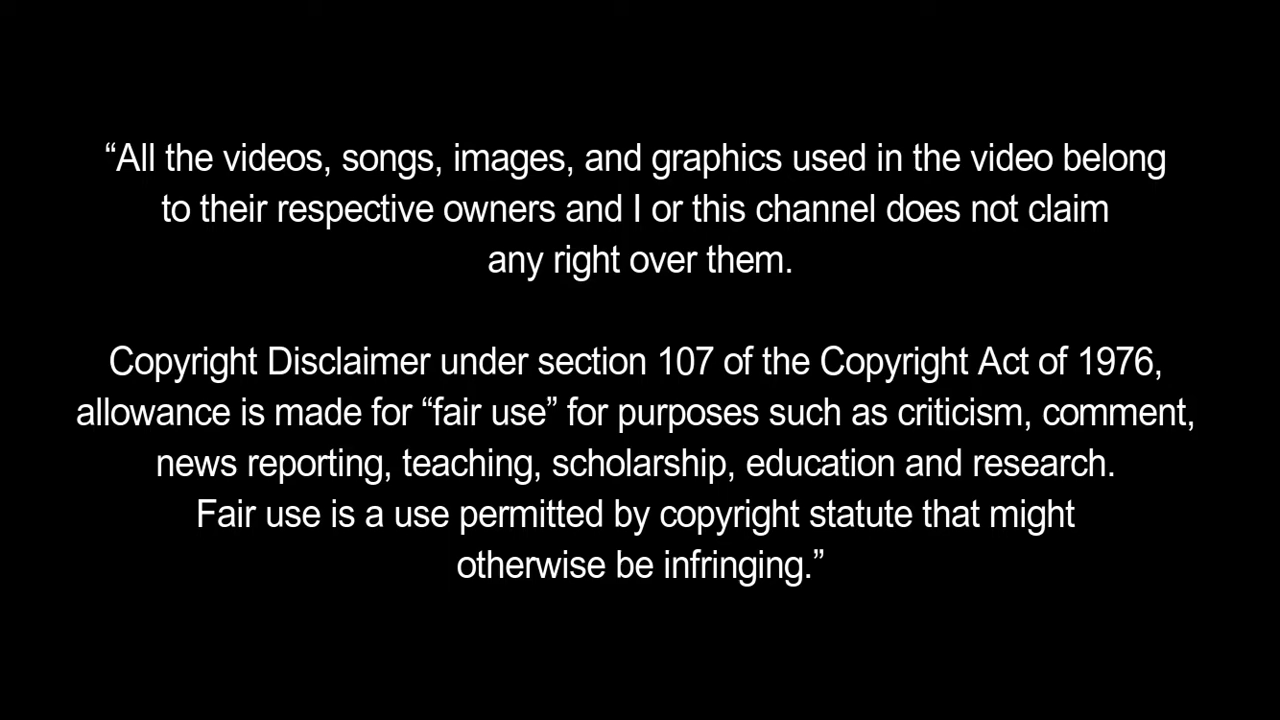 “All the videos, songs, images, and graphics used in the video belong
to their respective owners and I or this channel does not claim
any right over them.
Copyright Disclaimer under section 107 of the Copyright Act of 1976,
allowance is made for “fair use” for purposes such as criticism, comment,
news reporting, teaching, scholarship, education and research.
Fair use is a use permitted by copyright statute that might
otherwise be infringing.”